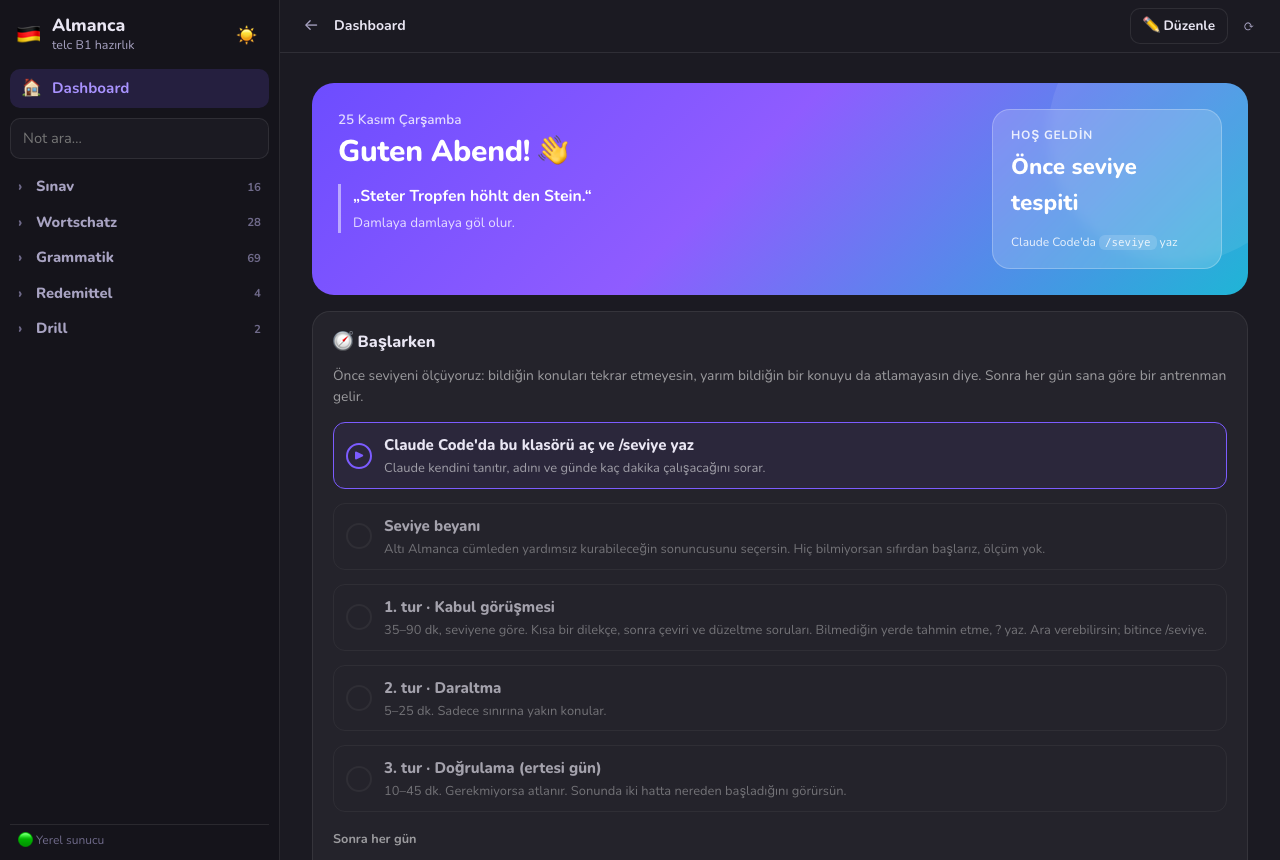 Almanca
telc B1 hazırlık
Dashboard
Not ara...
Sınav 16
Wortschatz 28
Grammatik 69
Redemittel 4
Drill 2
Yerel sunucu
← Dashboard
✏️ Düzenle
25 Kasım Çarşamba
Guten Abend! 👋
„Steter Tropfen höhlt den Stein.“
Damlaya damlaya göl olur.
HOŞ GELDİN
Önce seviye
tespiti
Claude Code'da /seviye yaz
🧭 Başlarken
Önce seviyeni ölçüyoruz: bildiğin konuları tekrar etmeyesin, yarım bildiğin bir konuyu da atlamayasın diye. Sonra her gün sana göre bir antrenman
gelir.
Claude Code'da bu klasörü aç ve /seviye yaz
Claude kendini tanıtır, adını ve günde kaç dakika çalışacağını sorar.
Seviye beyanı
Altı Almanca cümleden yardımsız kurabileceğin sonuncusunu seçersin. Hiç bilmiyorsan sıfırdan başlarız, ölçüm yok.
1. tur · Kabul görüşmesi
35–90 dk, seviyene göre. Kısa bir dilekçe, sonra çeviri ve düzeltme soruları. Bilmediğin yerde tahmin etme, ? yaz. Ara verebilirsin; bitince /seviye.
2. tur · Daraltma
5–25 dk. Sadece sınırına yakın konular.
3. tur · Doğrulama (ertesi gün)
10–45 dk. Gerekmiyorsa atlanır. Sonunda iki hatta nereden başladığını görürsün.
Sonra her gün